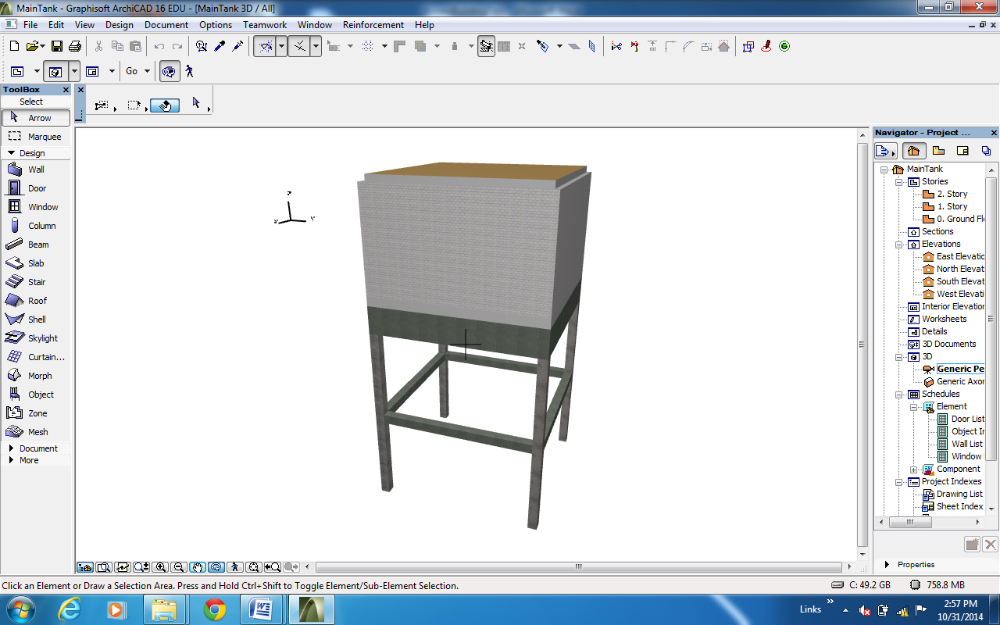 MainTank - Graphisoft ArchiCAD 16 EDU - [MainTank 3D / All]
File Edit View Design Document Options Teamwork Window Reinforcement Help
Go
ToolBox
Select
Arrow
Marquee
Design
Wall
Door
Window
Column
Beam
Slab
Stair
Roof
Shell
Skylight
Curtain...
Morph
Object
Zone
Mesh
Document
More
Navigator - Project ...
MainTank
Stories
2. Story
1. Story
0. Ground Fl
Sections
Elevations
East Elevatio
North Elevat
South Elevat
West Elevati
Interior Elevation
Worksheets
Details
3D Documents
3D
Generic Pe
Generic Axor
Schedules
Element
Door List
Object Ir
Wall List
Window
Component
Project Indexes
Drawing List
Sheet Index
Properties
Click an Element or Draw a Selection Area. Press and Hold Ctrl+Shift to Toggle Element/Sub-Element Selection.
C: 49.2 GB
758.8 MB
Links
2:57 PM
10/31/2014